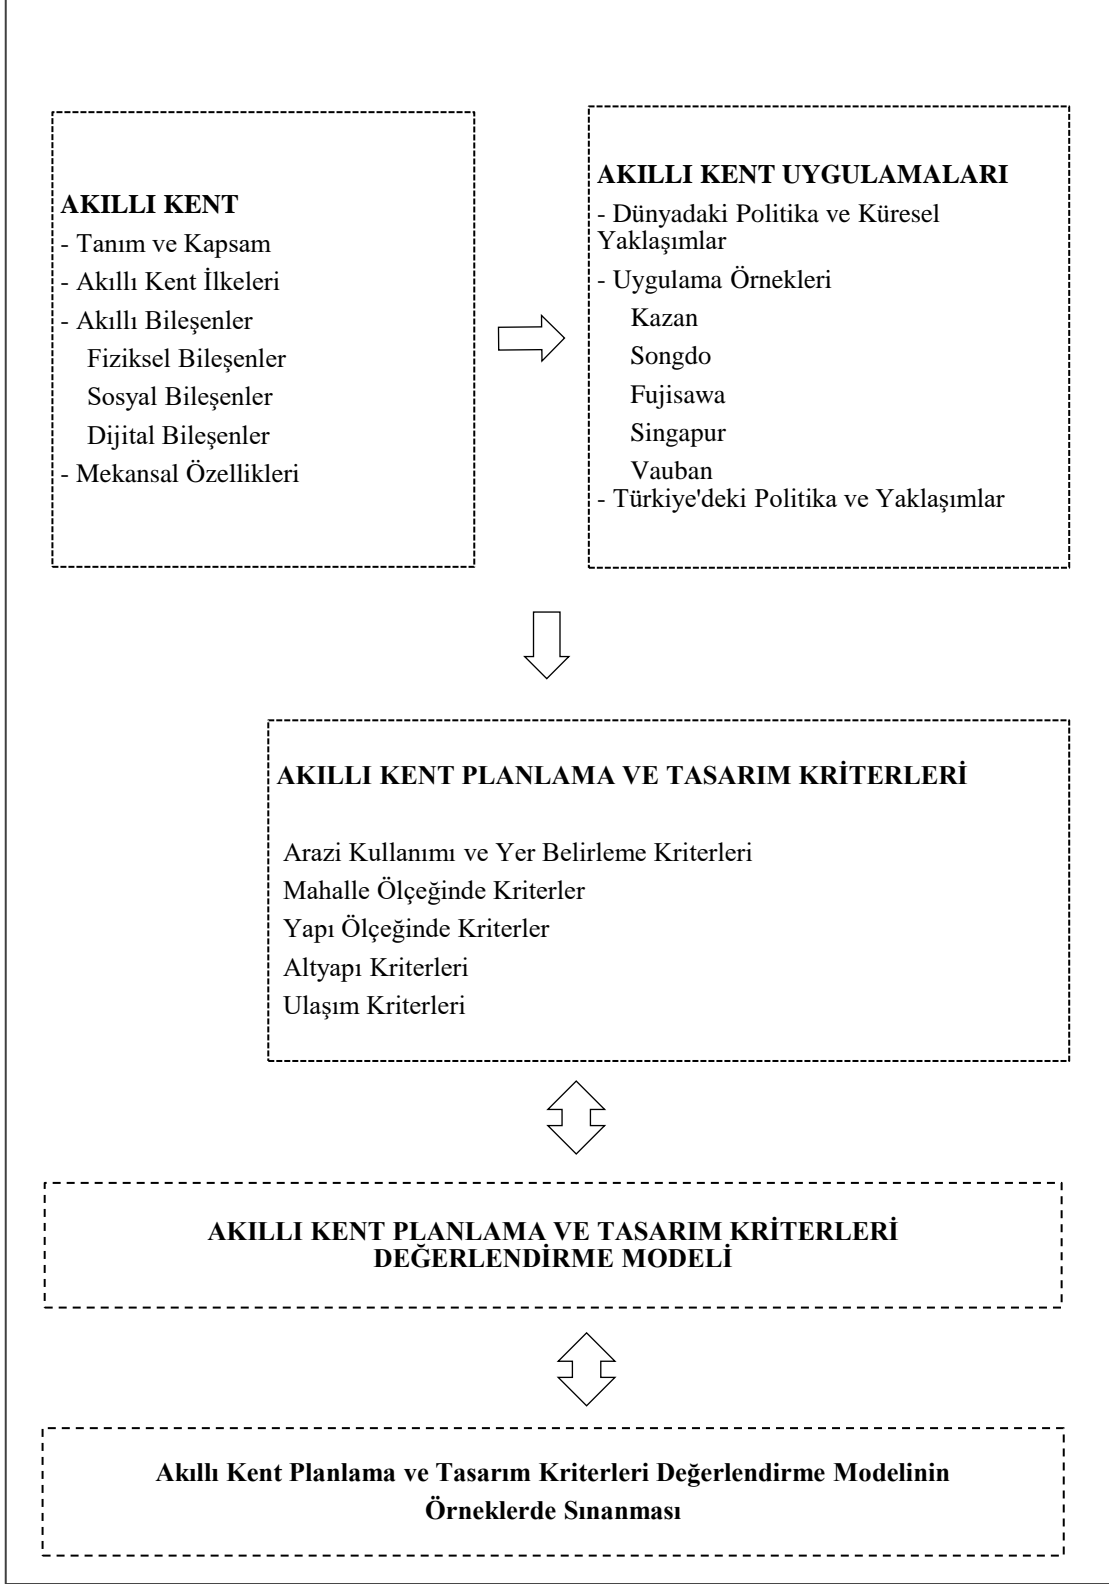 AKILLI KENT
- Tanım ve Kapsam
- Akıllı Kent İlkeleri
- Akıllı Bileşenler
Fiziksel Bileşenler
Sosyal Bileşenler
Dijital Bileşenler
- Mekansal Özellikleri
AKILLI KENT UYGULAMALARI
- Dünyadaki Politika ve Küresel
Yaklaşımlar
- Uygulama Örnekleri
Kazan
Songdo
Fujisawa
Singapur
Vauban
- Türkiye'deki Politika ve Yaklaşımlar
AKILLI KENT PLANLAMA VE TASARIM KRİTERLERİ
Arazi Kullanımı ve Yer Belirleme Kriterleri
Mahalle Ölçeğinde Kriterler
Yapı Ölçeğinde Kriterler
Altyapı Kriterleri
Ulaşım Kriterleri
AKILLI KENT PLANLAMA VE TASARIM KRİTERLERİ
DEĞERLENDİRME MODELİ
Akıllı Kent Planlama ve Tasarım Kriterleri Değerlendirme Modelinin
Örneklerde Sınanması